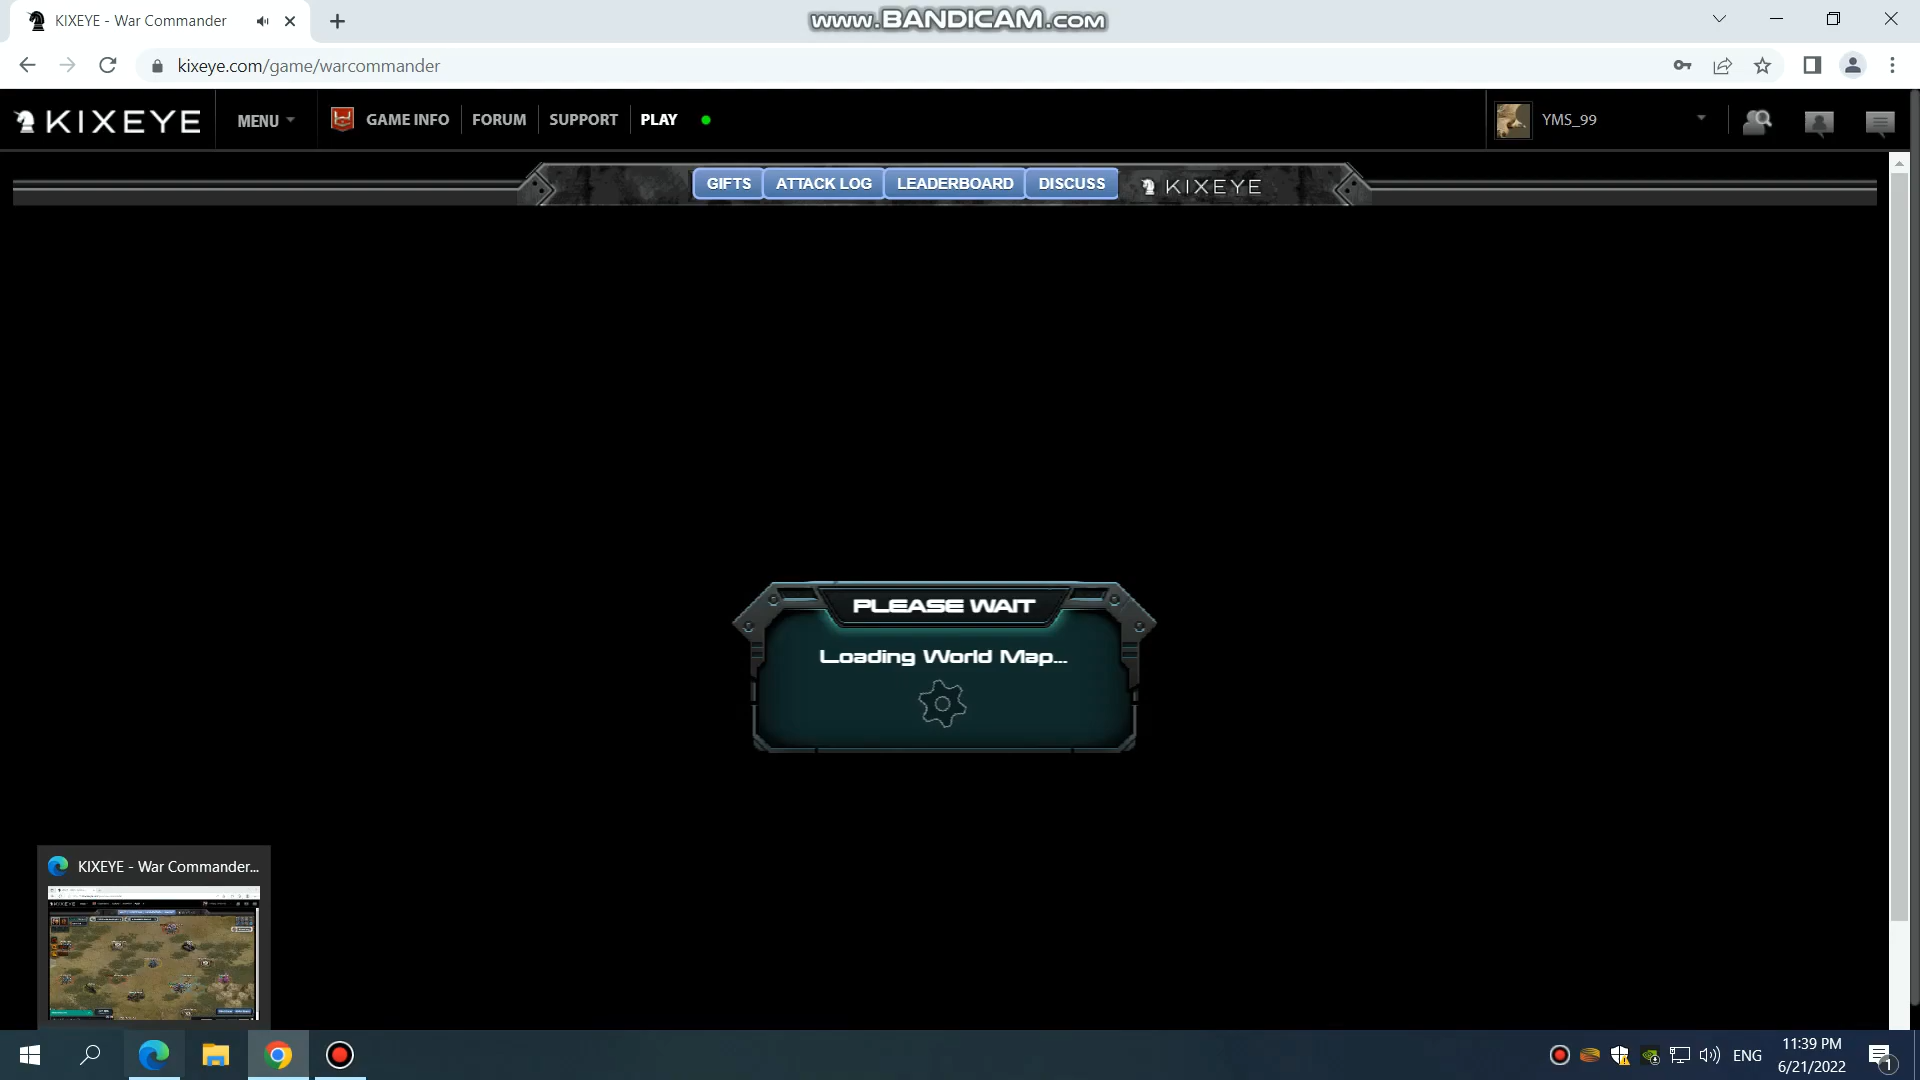 KIXEYE - War Commander
www.BANDICAM.com
kixeye.com/game/warcommander
KIXEYE
MENU
GAME INFO
FORUM
SUPPORT
PLAY
YMS_99
GIFTS
ATTACK LOG
LEADERBOARD
DISCUSS
KIXEYE
PLEASE WAIT
Loading World Map...
KIXEYE - War Commander...
ENG
11:39 PM
6/21/2022
1